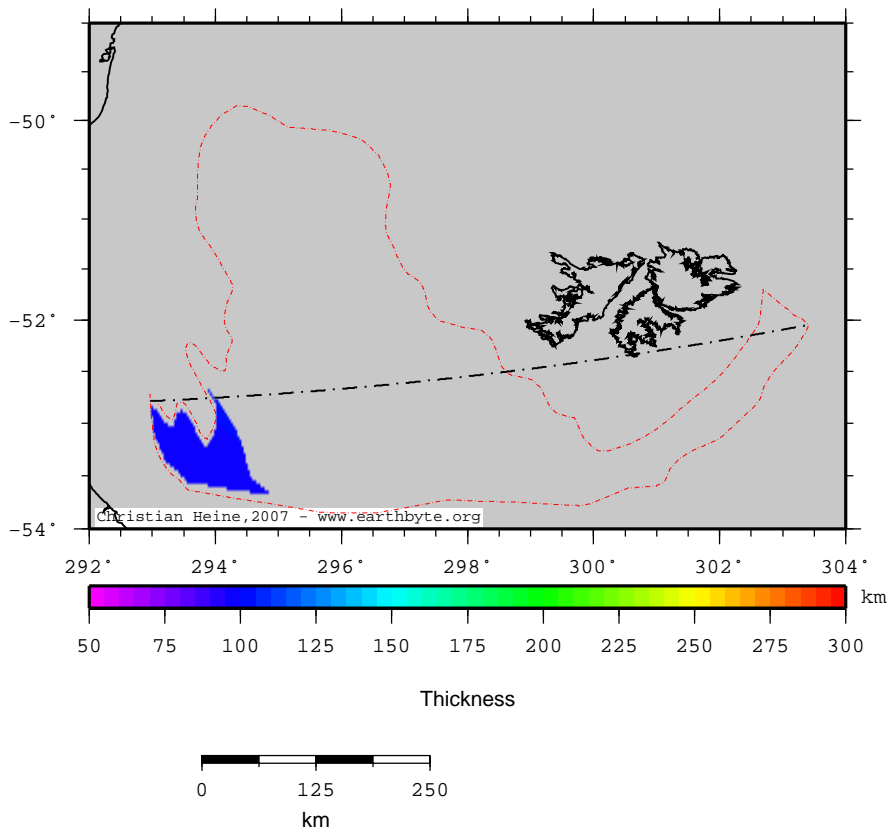 -50°
-52°
-54°
Christian Heine,2007 - www.earthbyte.org
292° 294° 296° 298° 300° 302° 304°
km
50 75 100 125 150 175 200 225 250 275 300
Thickness
0 125 250
km